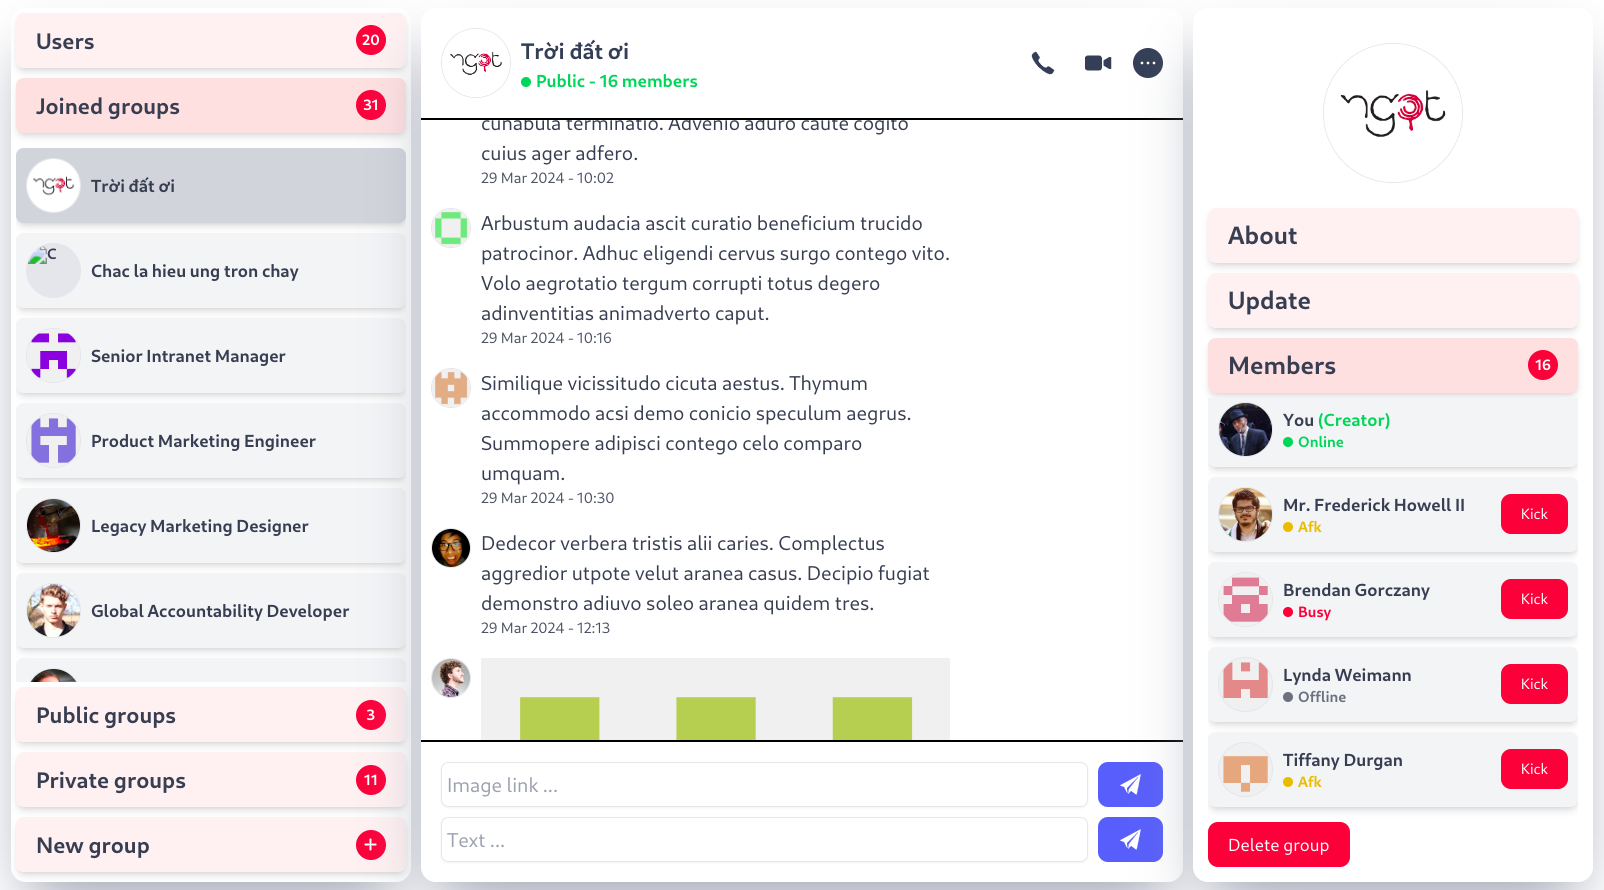 Users
20
Joined groups
31
ngọt
Trời đất ơi
C
Chac la hieu ung tron chay
Senior Intranet Manager
Product Marketing Engineer
Legacy Marketing Designer
Global Accountability Developer
Public groups
3
Private groups
11
New group
+
ngọt
Trời đất ơi
Public - 16 members
cunabula terminatio. Advenio aduro caute cogito
cuius ager adfero.
29 Mar 2024 - 10:02
Arbustum audacia ascit curatio beneficium trucido
patrocinor. Adhuc eligendi cervus surgo contego vito.
Volo aegrotatio tergum corrupti totus degero
adinventitias animadverto caput.
29 Mar 2024 - 10:16
Similique vicissitudo cicuta aestus. Thymum
accommodo acsi demo conicio speculum aegrus.
Summopere adipisci contego celo comparo
umquam.
29 Mar 2024 - 10:30
Dedecor verbera tristis alii caries. Complectus
aggredior utpote velut aranea casus. Decipio fugiat
demonstro adiuvo soleo aranea quidem tres.
29 Mar 2024 - 12:13
Image link ...
Text ...
ngọt
About
Update
Members
16
You (Creator)
Online
Mr. Frederick Howell II
Afk
Kick
Brendan Gorczany
Busy
Kick
Lynda Weimann
Offline
Kick
Tiffany Durgan
Afk
Kick
Delete group